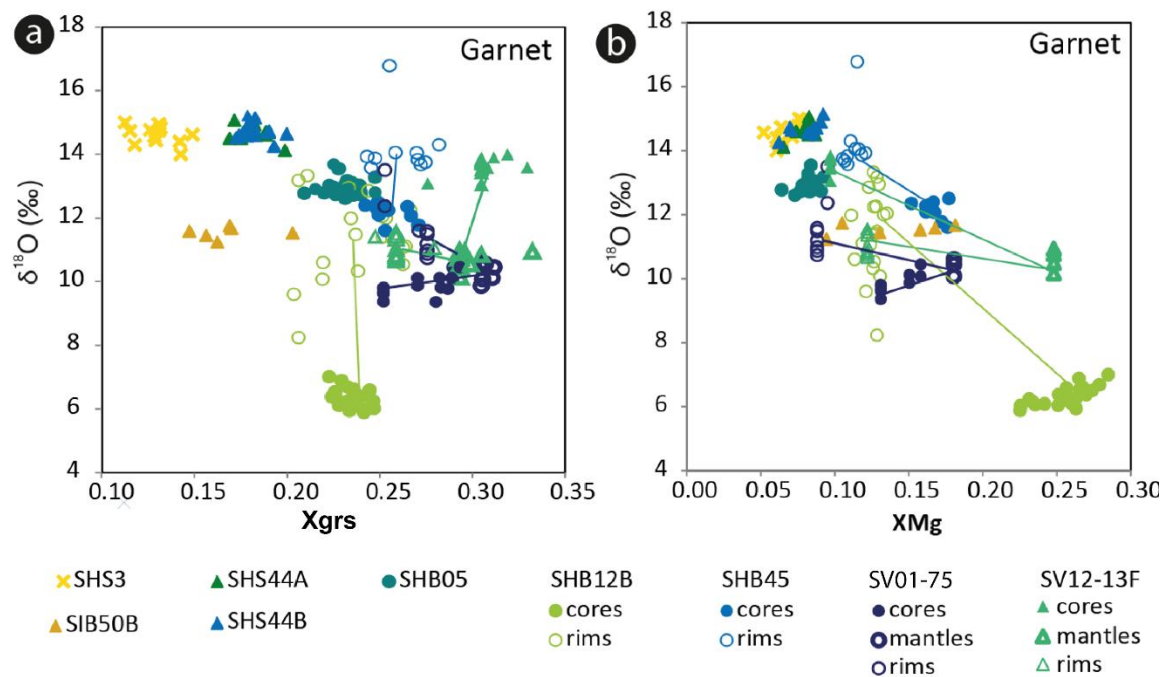 a
Garnet
18
16
14
12
10
8
6
4
δ18O (‰)
0.10 0.15 0.20 0.25 0.30 0.35
Xgrs
b
Garnet
18
16
14
12
10
8
6
4
δ18O (‰)
0.00 0.05 0.10 0.15 0.20 0.25 0.30
XMg
SHS3 SHS44A SHB05 SHB12B SHB45 SV01-75 SV12-13F
SIB50B SHS44B cores cores cores cores
rims rims mantles mantles
rims rims